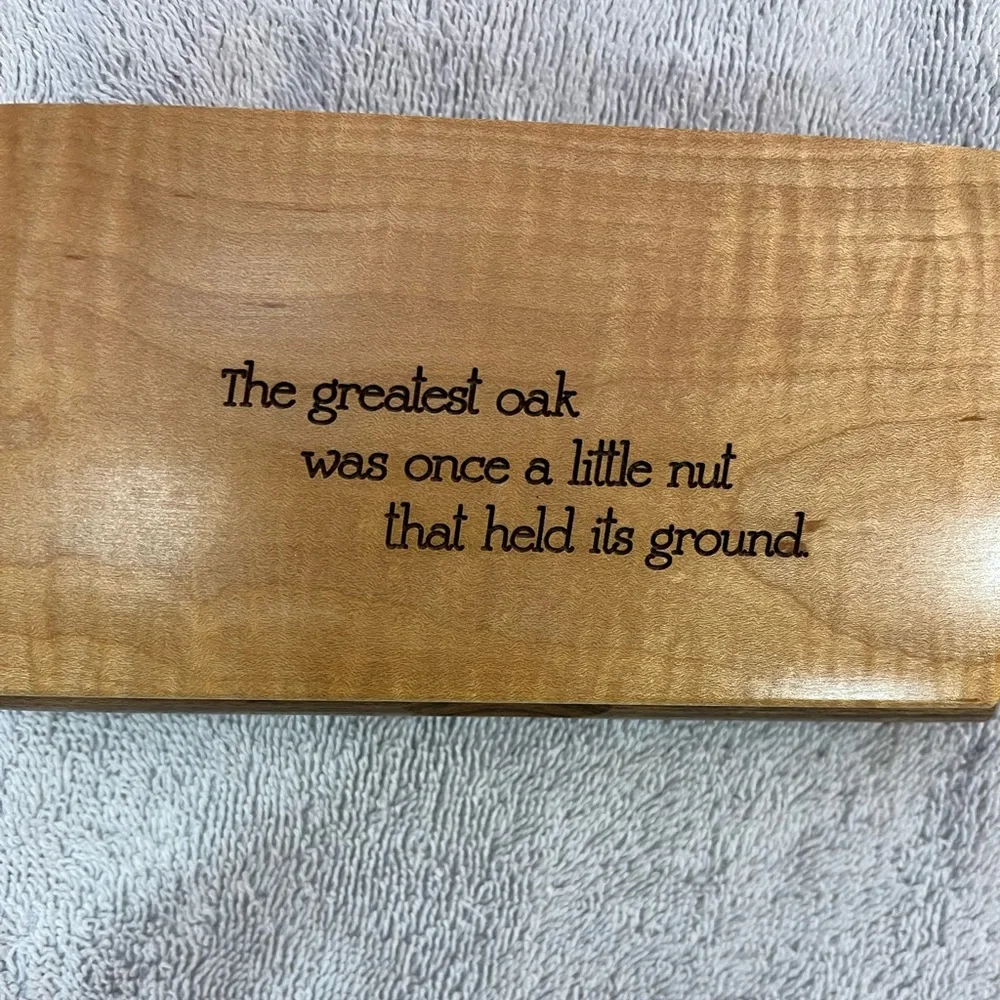 The greatest oak
was once a little nut
that held its ground.